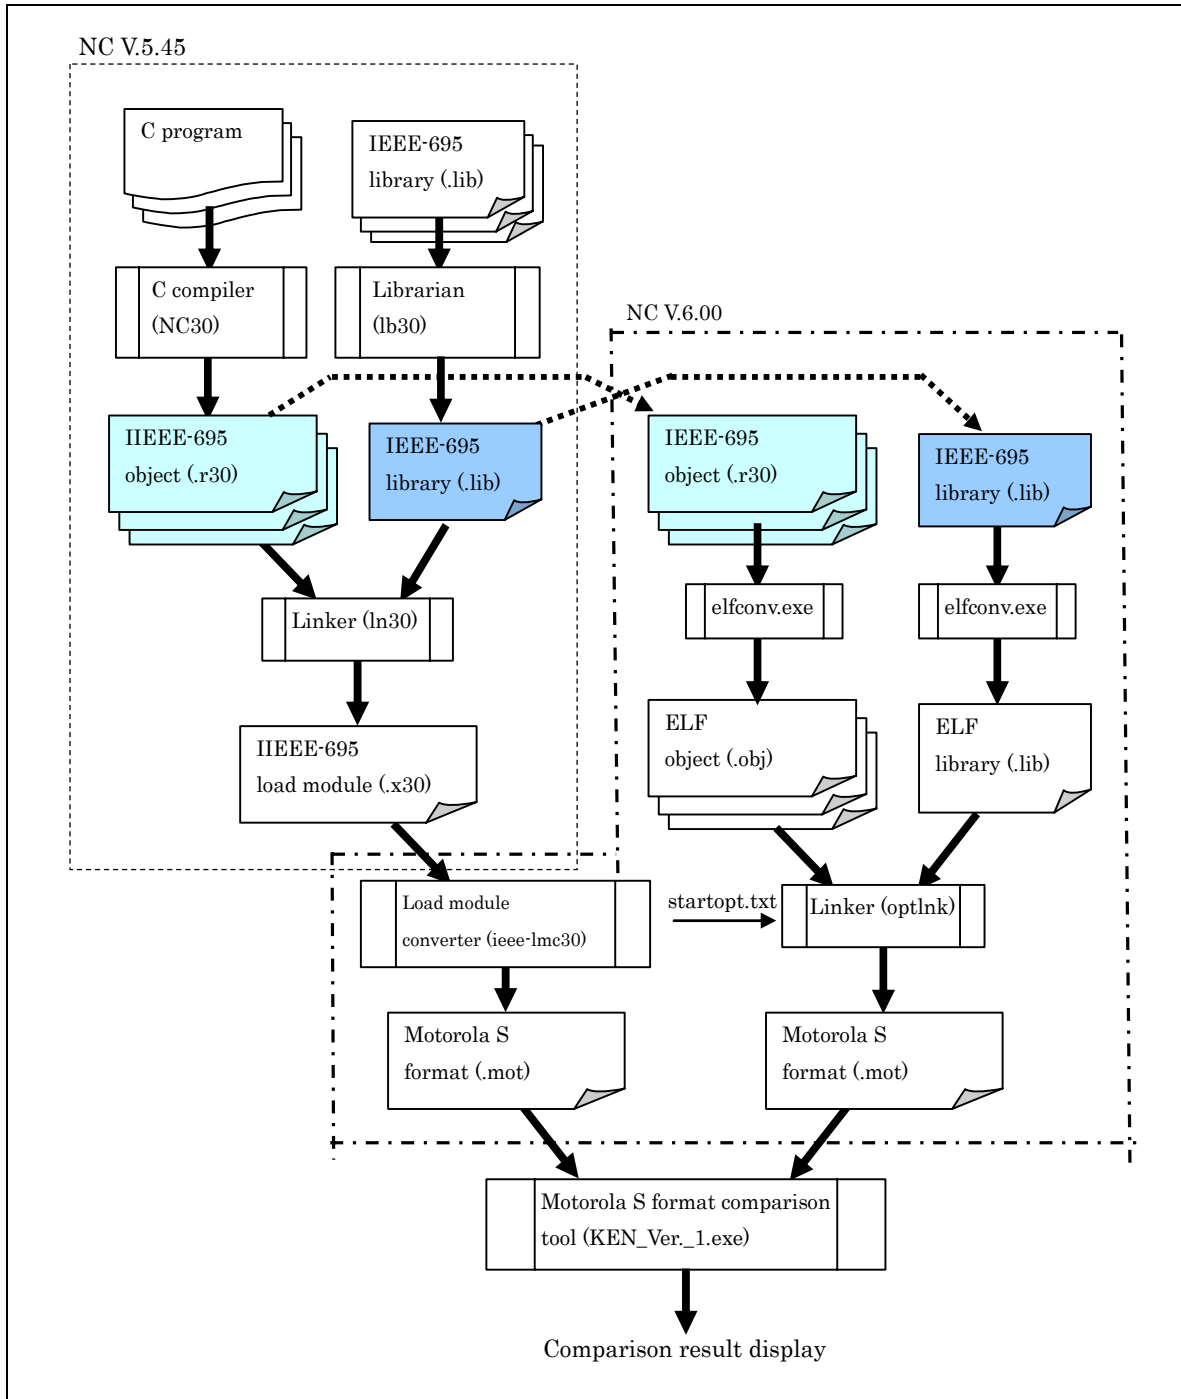 NC V.5.45
C program
IEEE-695
library (.lib)
C compiler
(NC30)
Librarian
(lb30)
NC V.6.00
IIEEE-695
object (.r30)
IEEE-695
library (.lib)
IEEE-695
object (.r30)
IEEE-695
library (.lib)
Linker (ln30)
elfconv.exe
elfconv.exe
IIEEE-695
load module (.x30)
ELF
object (.obj)
ELF
library (.lib)
Load module
converter (ieee-lmc30)
startopt.txt
Linker (optlnk)
Motorola S
format (.mot)
Motorola S
format (.mot)
Motorola S format comparison
tool (KEN_Ver._1.exe)
Comparison result display